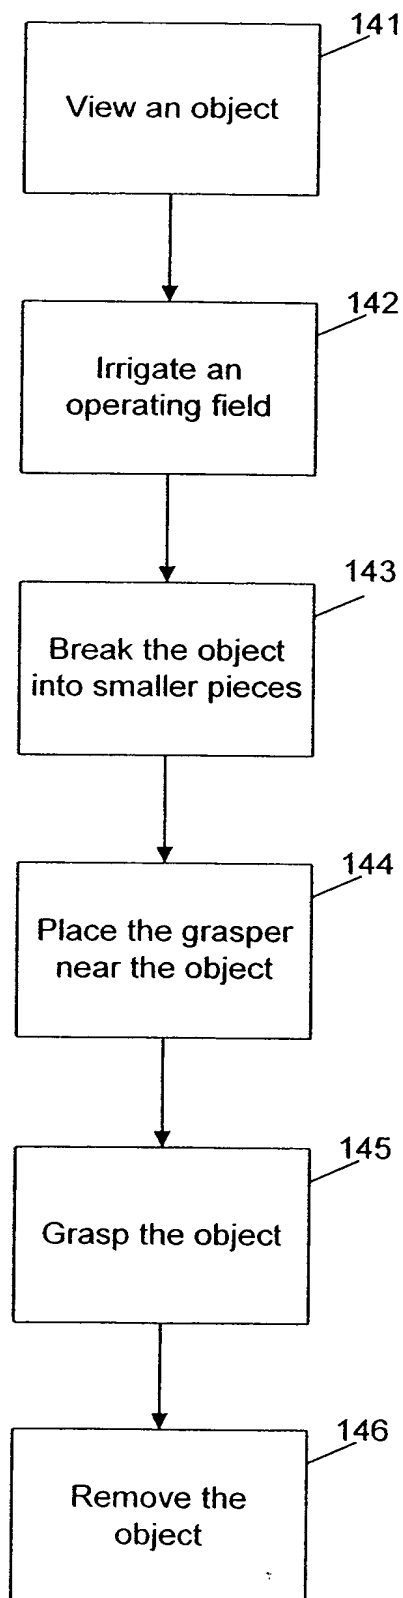 141
View an object
142
Irrigate an
operating field
143
Break the object
into smaller pieces
144
Place the grasper
near the object
145
Grasp the object
146
Remove the
object